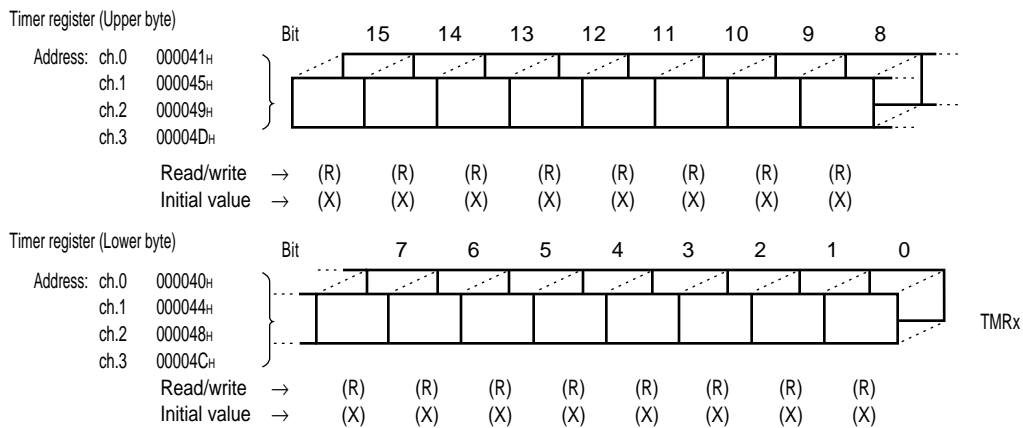 Timer register (Upper byte)
Bit 15 14 13 12 11 10 9 8
Address: ch.0 000041H
ch.1 000045H
ch.2 000049H
ch.3 00004DH
Read/write → (R) (R) (R) (R) (R) (R) (R) (R)
Initial value → (X) (X) (X) (X) (X) (X) (X) (X)
Timer register (Lower byte)
Bit 7 6 5 4 3 2 1 0
Address: ch.0 000040H
ch.1 000044H
ch.2 000048H
ch.3 00004CH
TMRx
Read/write → (R) (R) (R) (R) (R) (R) (R) (R)
Initial value → (X) (X) (X) (X) (X) (X) (X) (X)